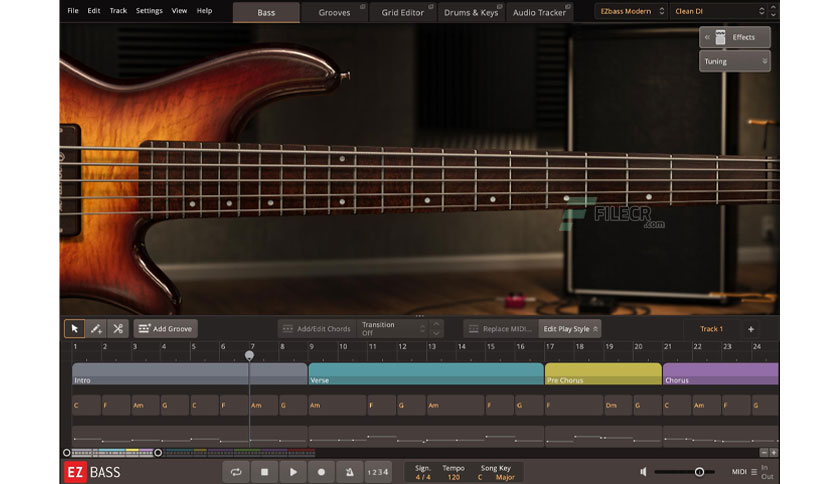 File Edit Track Settings View Help
Bass Grooves Grid Editor Drums & Keys Audio Tracker
EZbass Modern Clean DI
Effects
Tuning
FILECR
.com
Add Groove Add/Edit Chords Transition Off Replace MIDI... Edit Play Style Track 1 +
1 2 3 4 5 6 7 8 9 10 11 12 13 14 15 16 17 18 19 20 21 22 23 24
Intro Verse Pre Chorus Chorus
C F Am G C F Am G Am F G Am F G F Dm G C Am F G
EZ BASS
1 2 3 4
Sign. Tempo Song Key
4 / 4 120 C Major
MIDI In
Out